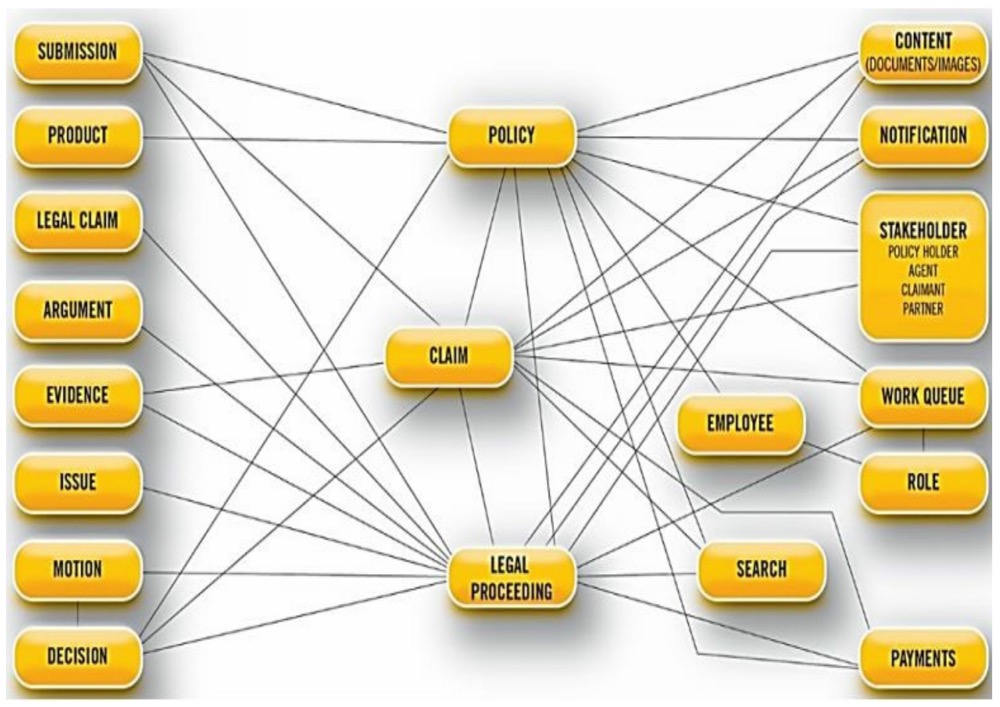 SUBMISSION
PRODUCT
LEGAL CLAIM
ARGUMENT
EVIDENCE
ISSUE
MOTION
DECISION
POLICY
CLAIM
LEGAL
PROCEEDING
EMPLOYEE
SEARCH
CONTENT
(DOCUMENTS/IMAGES)
NOTIFICATION
STAKEHOLDER
POLICY HOLDER
AGENT
CLAIMANT
PARTNER
WORK QUEUE
ROLE
PAYMENTS